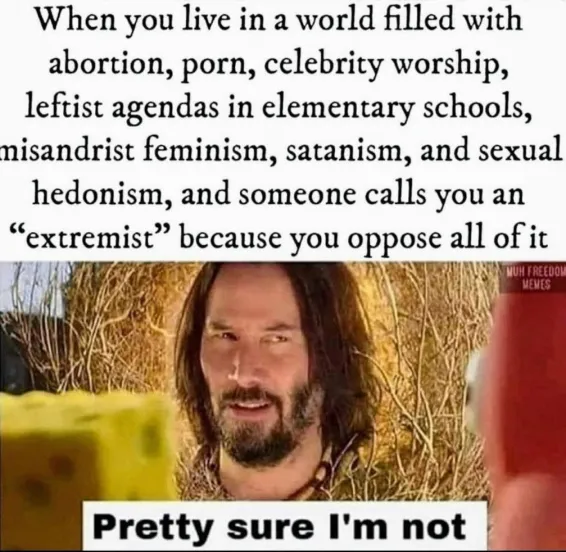 When you live in a world filled with
abortion, porn, celebrity worship,
leftist agendas in elementary schools,
misandrist feminism, satanism, and sexual
hedonism, and someone calls you an
“extremist” because you oppose all of it
MUH FREEDOM
MEMES
Pretty sure I'm not